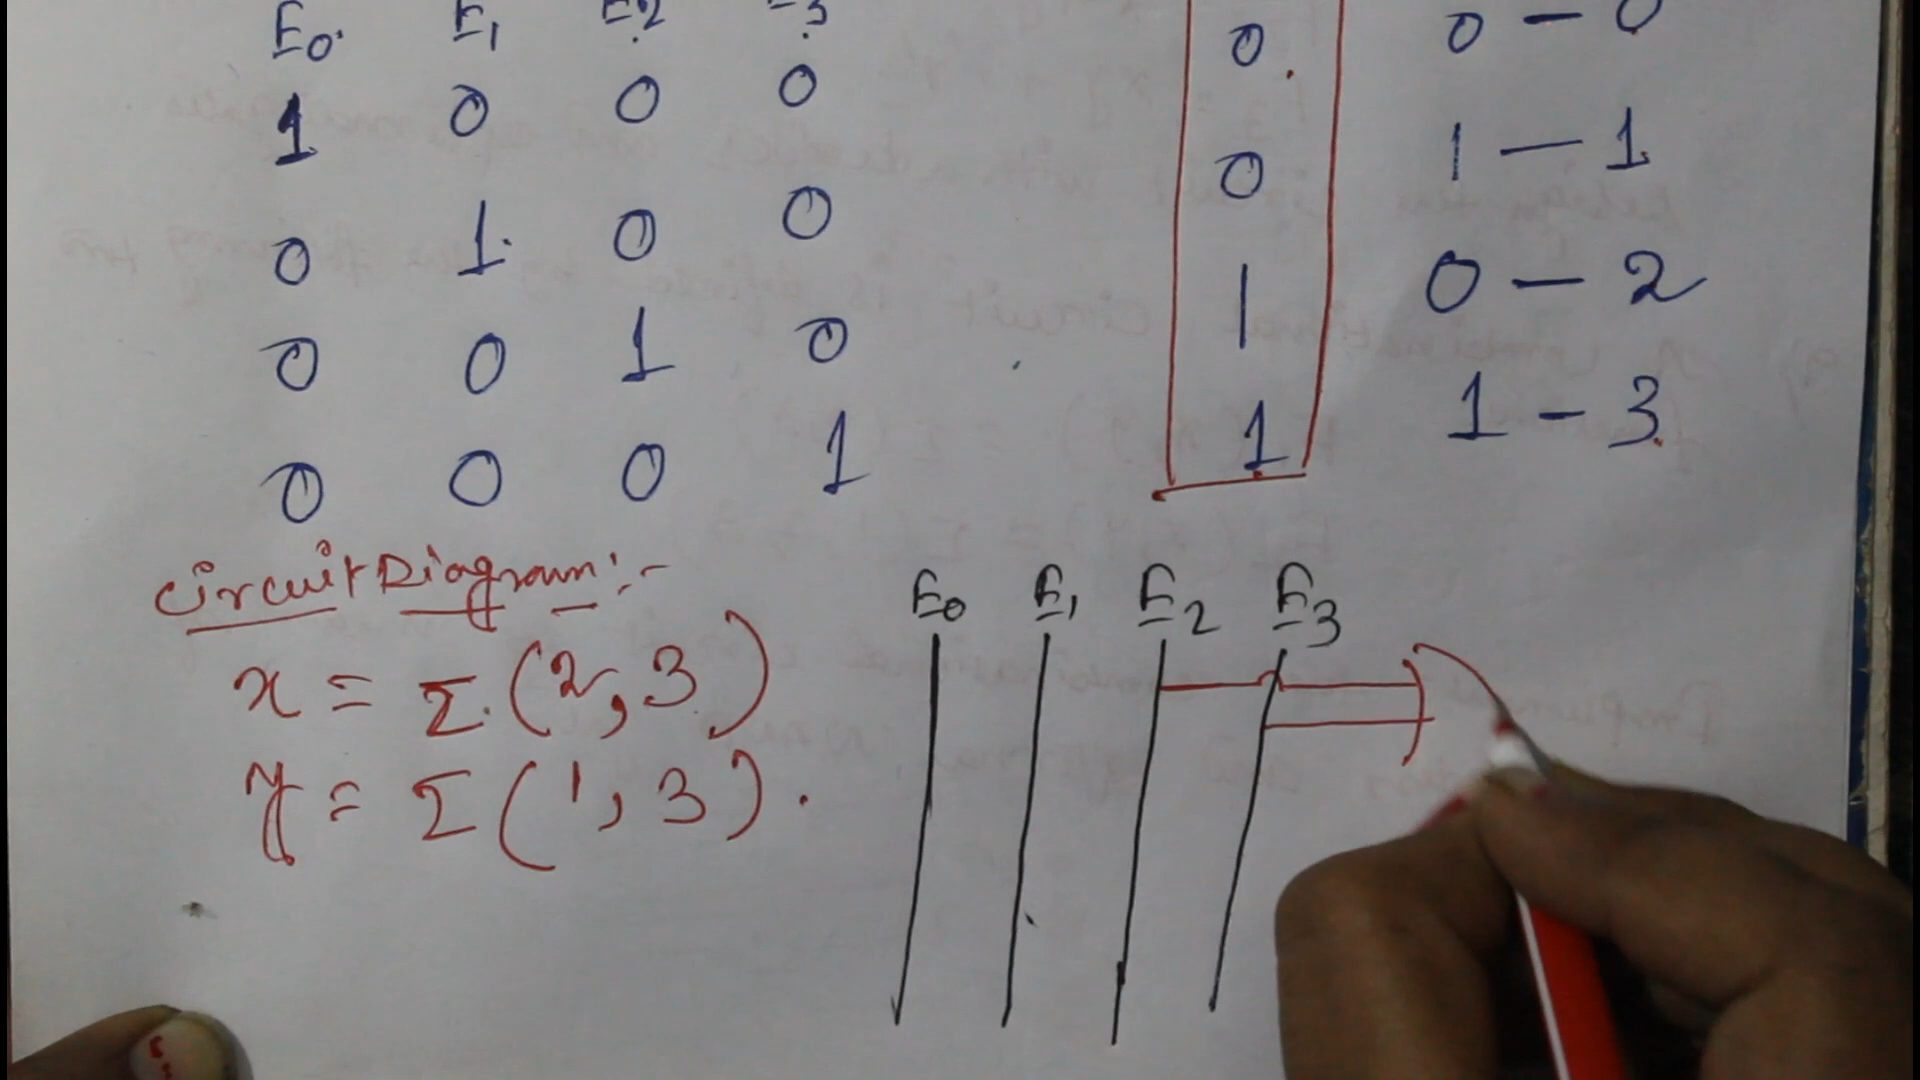 E0 E1 E2 E3
1 0 0 0 0 0 - 0
0 1 0 0 0 1 - 1
0 0 1 0 1 0 - 2
0 0 0 1 1 1 - 3
Circuit Diagram:-
x = Σ (2,3)
y = Σ (1,3).
E0 E1 E2 E3